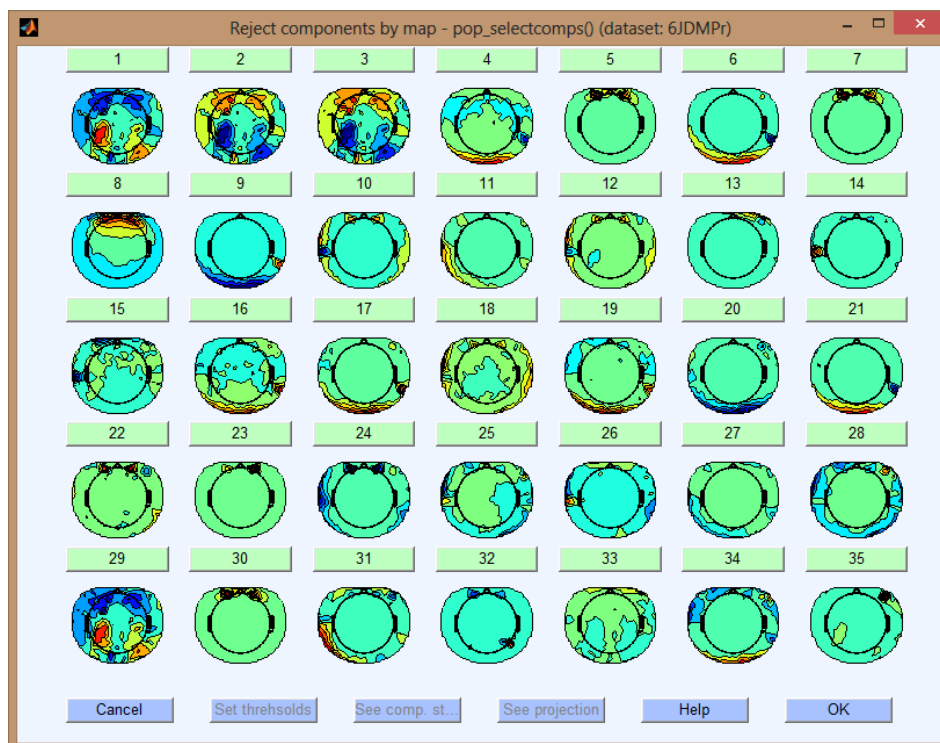 Reject components by map - pop_selectcomps() (dataset: 6JDMPr)
1 2 3 4 5 6 7
8 9 10 11 12 13 14
15 16 17 18 19 20 21
22 23 24 25 26 27 28
29 30 31 32 33 34 35
Cancel Set threhsolds See comp. st... See projection Help OK